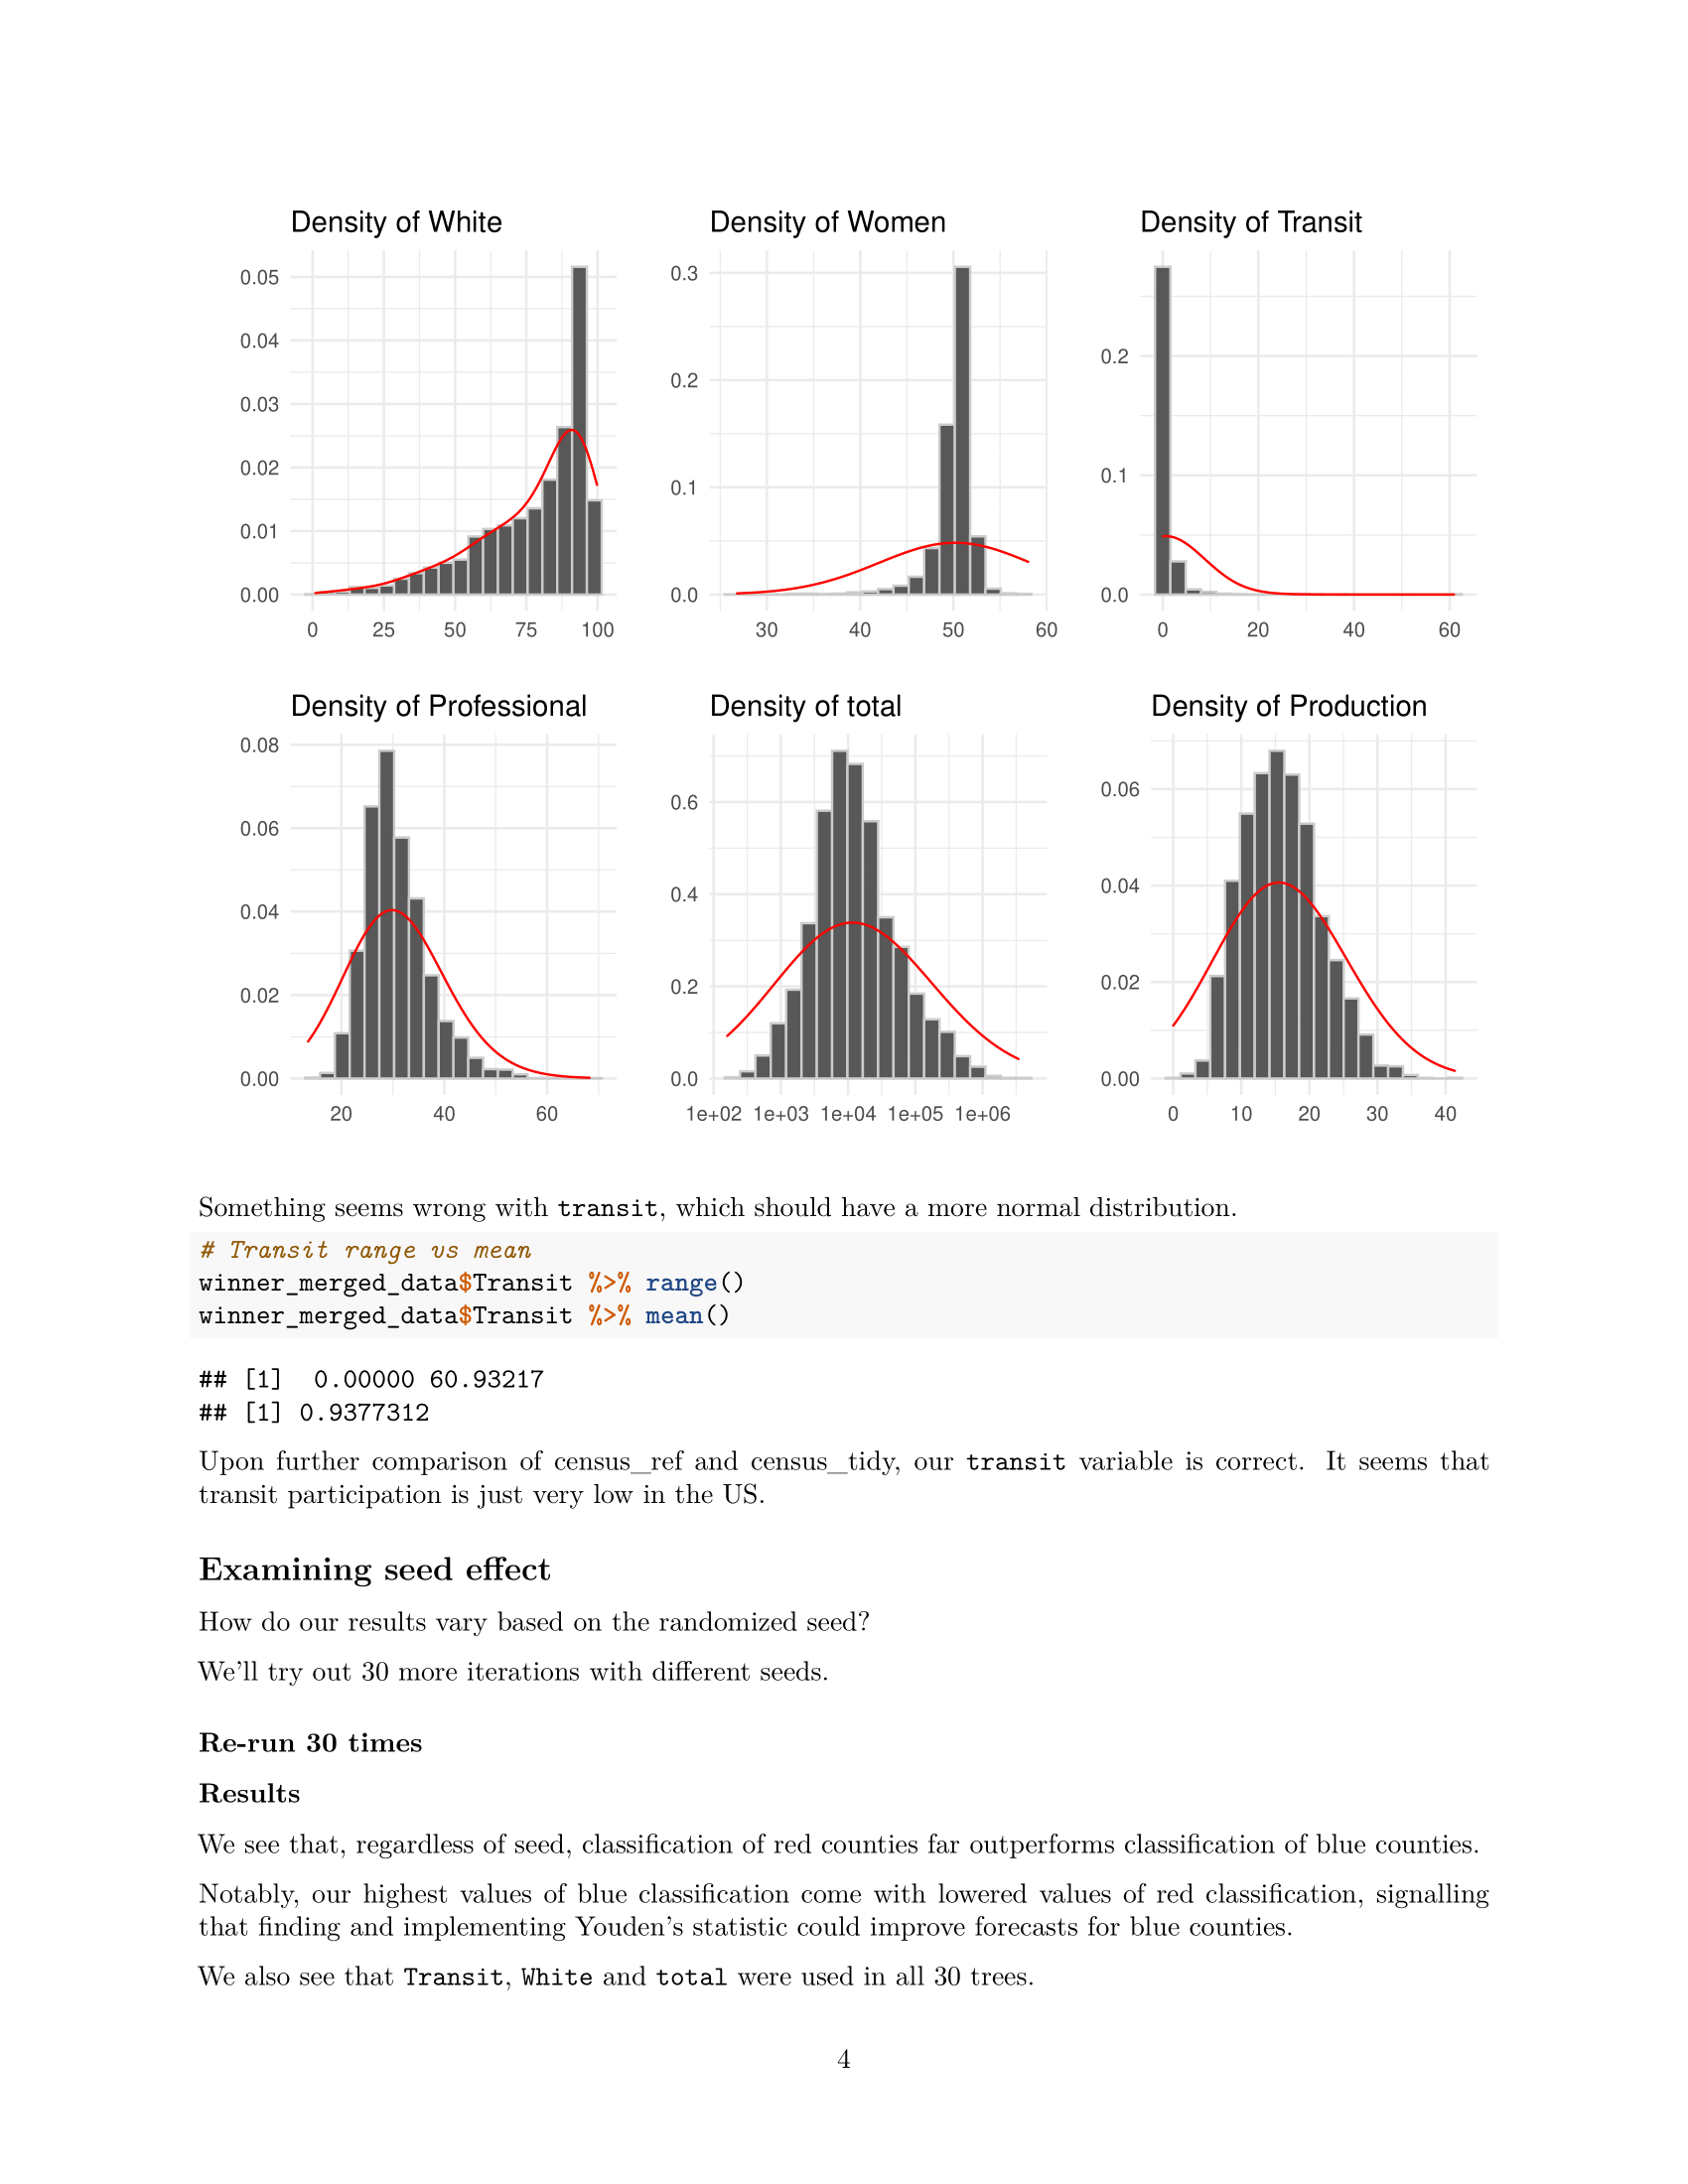 Density of White
Density of Women
Density of Transit
0.05
0.04
0.03
0.02
0.01
0.00
0 25 50 75 100
0.3
0.2
0.1
0.0
30 40 50 60
0.2
0.1
0.0
0 20 40 60
Density of Professional
Density of total
Density of Production
0.08
0.06
0.04
0.02
0.00
20 40 60
0.6
0.4
0.2
0.0
1e+02 1e+03 1e+04 1e+05 1e+06
0.06
0.04
0.02
0.00
0 10 20 30 40
Something seems wrong with transit, which should have a more normal distribution.
# Transit range vs mean
winner_merged_data$Transit %>% range()
winner_merged_data$Transit %>% mean()
## [1]  0.00000 60.93217
## [1] 0.9377312
Upon further comparison of census_ref and census_tidy, our transit variable is correct. It seems that
transit participation is just very low in the US.
Examining seed effect
How do our results vary based on the randomized seed?
We'll try out 30 more iterations with different seeds.
Re-run 30 times
Results
We see that, regardless of seed, classification of red counties far outperforms classification of blue counties.
Notably, our highest values of blue classification come with lowered values of red classification, signalling
that finding and implementing Youden's statistic could improve forecasts for blue counties.
We also see that Transit, White and total were used in all 30 trees.
4